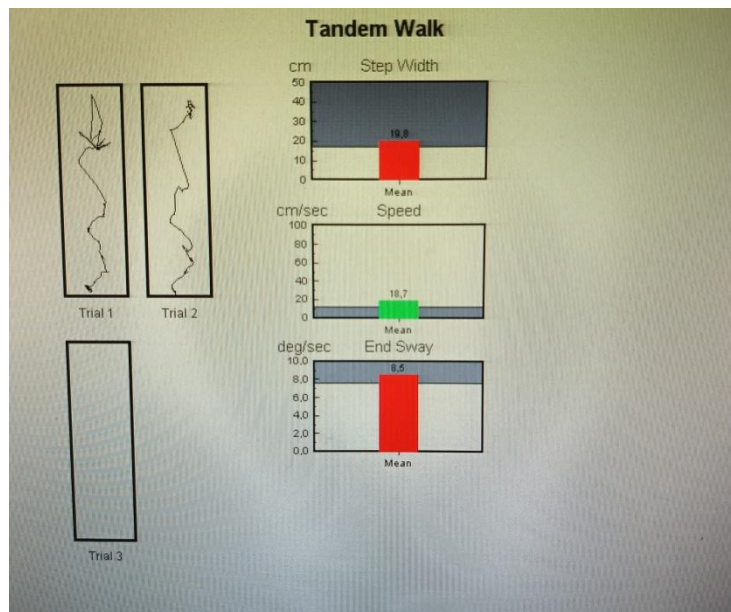 Tandem Walk
Trial 1
Trial 2
Trial 3
cm
Step Width
50
40
30
20
10
0
19,8
Mean
cm/sec
Speed
100
80
60
40
20
0
18,7
Mean
deg/sec
End Sway
10,0
8,0
6,0
4,0
2,0
0,0
8,5
Mean